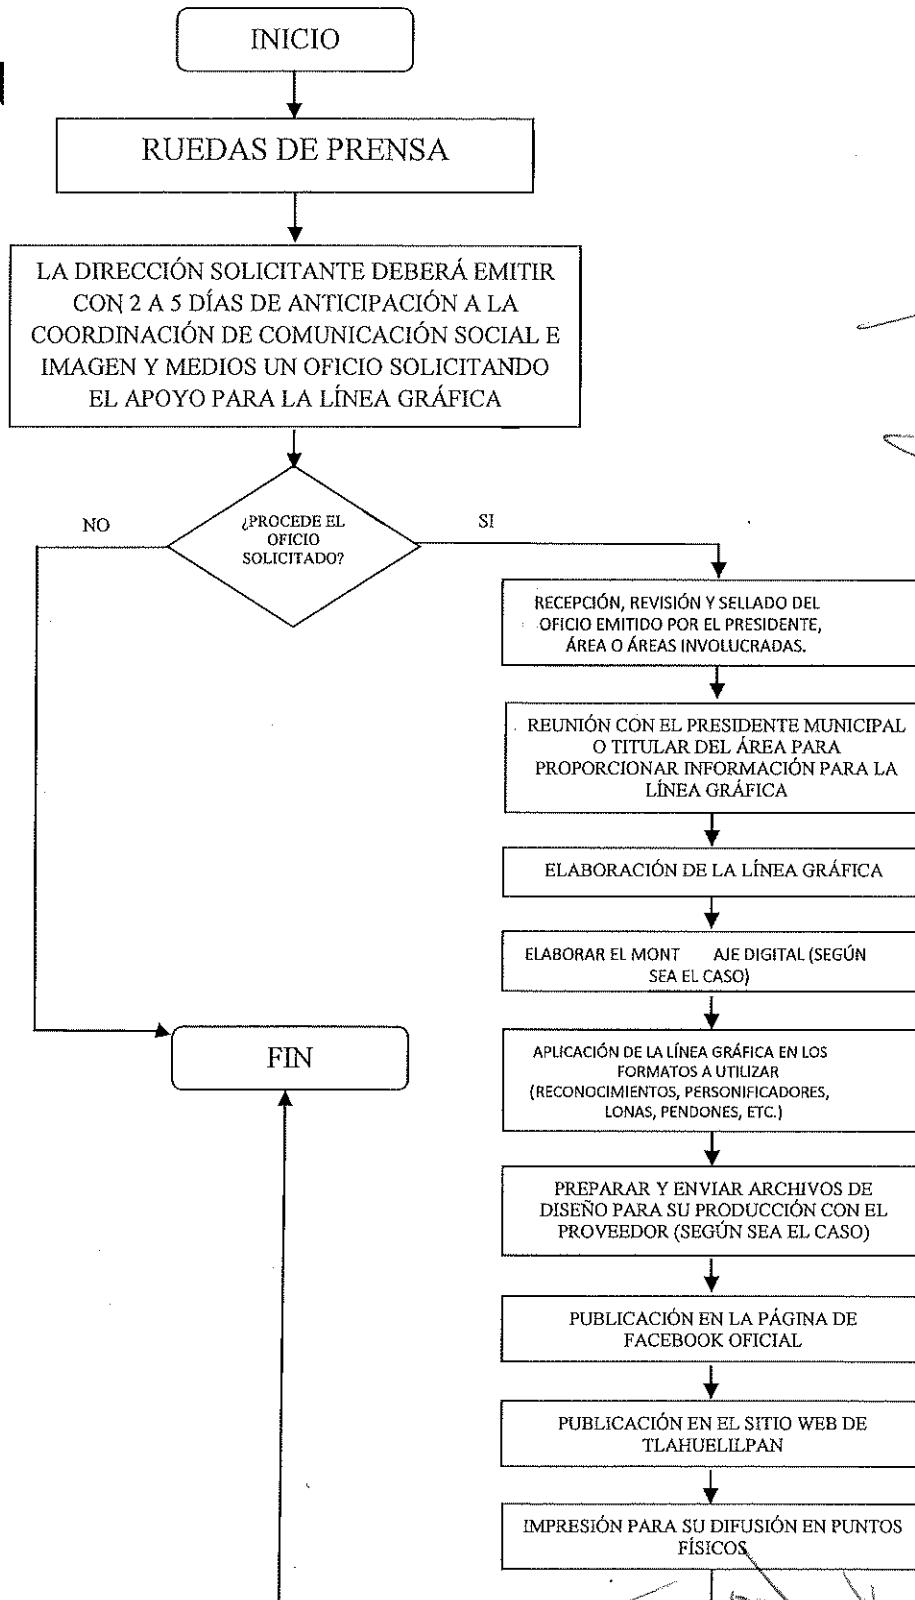 INICIO
RUEDAS DE PRENSA
LA DIRECCIÓN SOLICITANTE DEBERÁ EMITIR
CON 2 A 5 DÍAS DE ANTICIPACIÓN A LA
COORDINACIÓN DE COMUNICACIÓN SOCIAL E
IMAGEN Y MEDIOS UN OFICIO SOLICITANDO
EL APOYO PARA LA LÍNEA GRÁFICA
¿PROCEDE EL
OFICIO
SOLICITADO?
NO
SI
RECEPCIÓN, REVISIÓN Y SELLADO DEL
OFICIO EMITIDO POR EL PRESIDENTE,
ÁREA O ÁREAS INVOLUCRADAS.
REUNIÓN CON EL PRESIDENTE MUNICIPAL
O TITULAR DEL ÁREA PARA
PROPORCIONAR INFORMACIÓN PARA LA
LÍNEA GRÁFICA
ELABORACIÓN DE LA LÍNEA GRÁFICA
ELABORAR EL MONT AJE DIGITAL (SEGÚN
SEA EL CASO)
APLICACIÓN DE LA LÍNEA GRÁFICA EN LOS
FORMATOS A UTILIZAR
(RECONOCIMIENTOS, PERSONIFICADORES,
LONAS, PENDONES, ETC.)
PREPARAR Y ENVIAR ARCHIVOS DE
DISEÑO PARA SU PRODUCCIÓN CON EL
PROVEEDOR (SEGÚN SEA EL CASO)
PUBLICACIÓN EN LA PÁGINA DE
FACEBOOK OFICIAL
PUBLICACIÓN EN EL SITIO WEB DE
TLAHUELILPAN
IMPRESIÓN PARA SU DIFUSIÓN EN PUNTOS
FÍSICOS
FIN